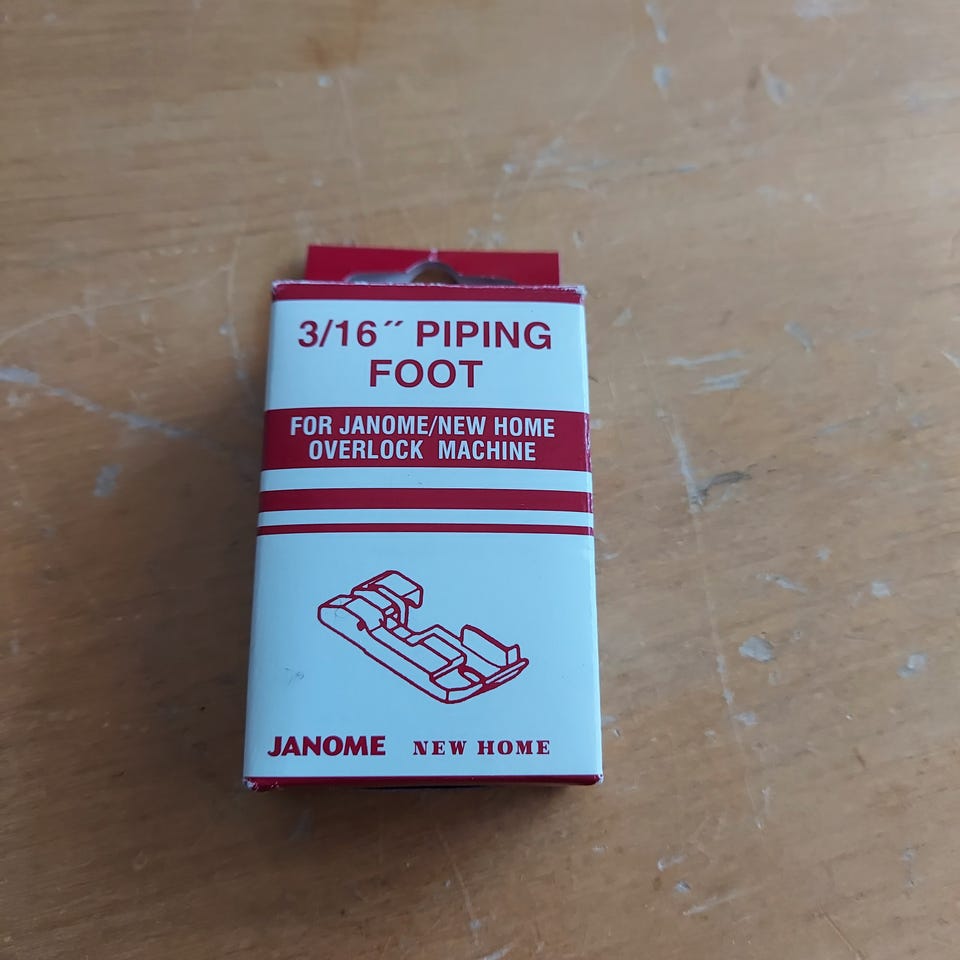 3/16″ PIPING
FOOT
FOR JANOME/NEW HOME
OVERLOCK MACHINE
JANOME NEW HOME